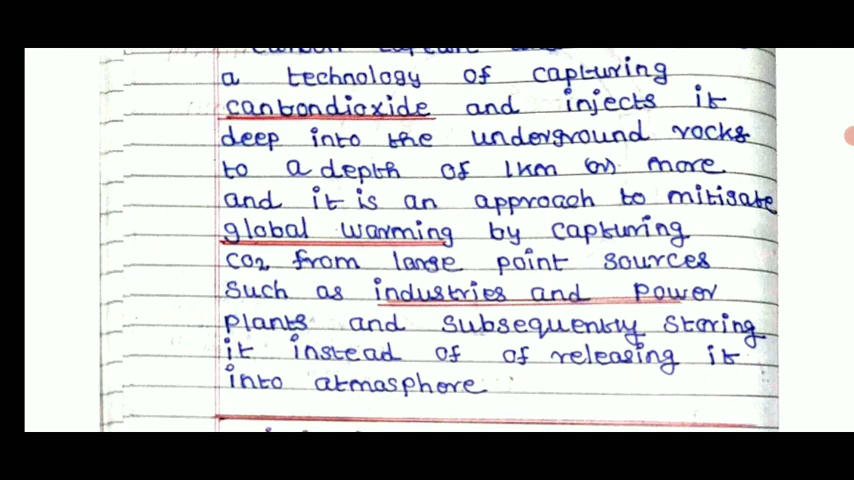 a technology of capturing
canbondioxide and injects it
deep into the underground rocks
to a depth of 1km (or) more
and it is an approach to mitigate
global warming by capturing
CO2 from large point sources
such as industries and power
plants and subsequently storing
it instead of of releasing it
into atmosphore